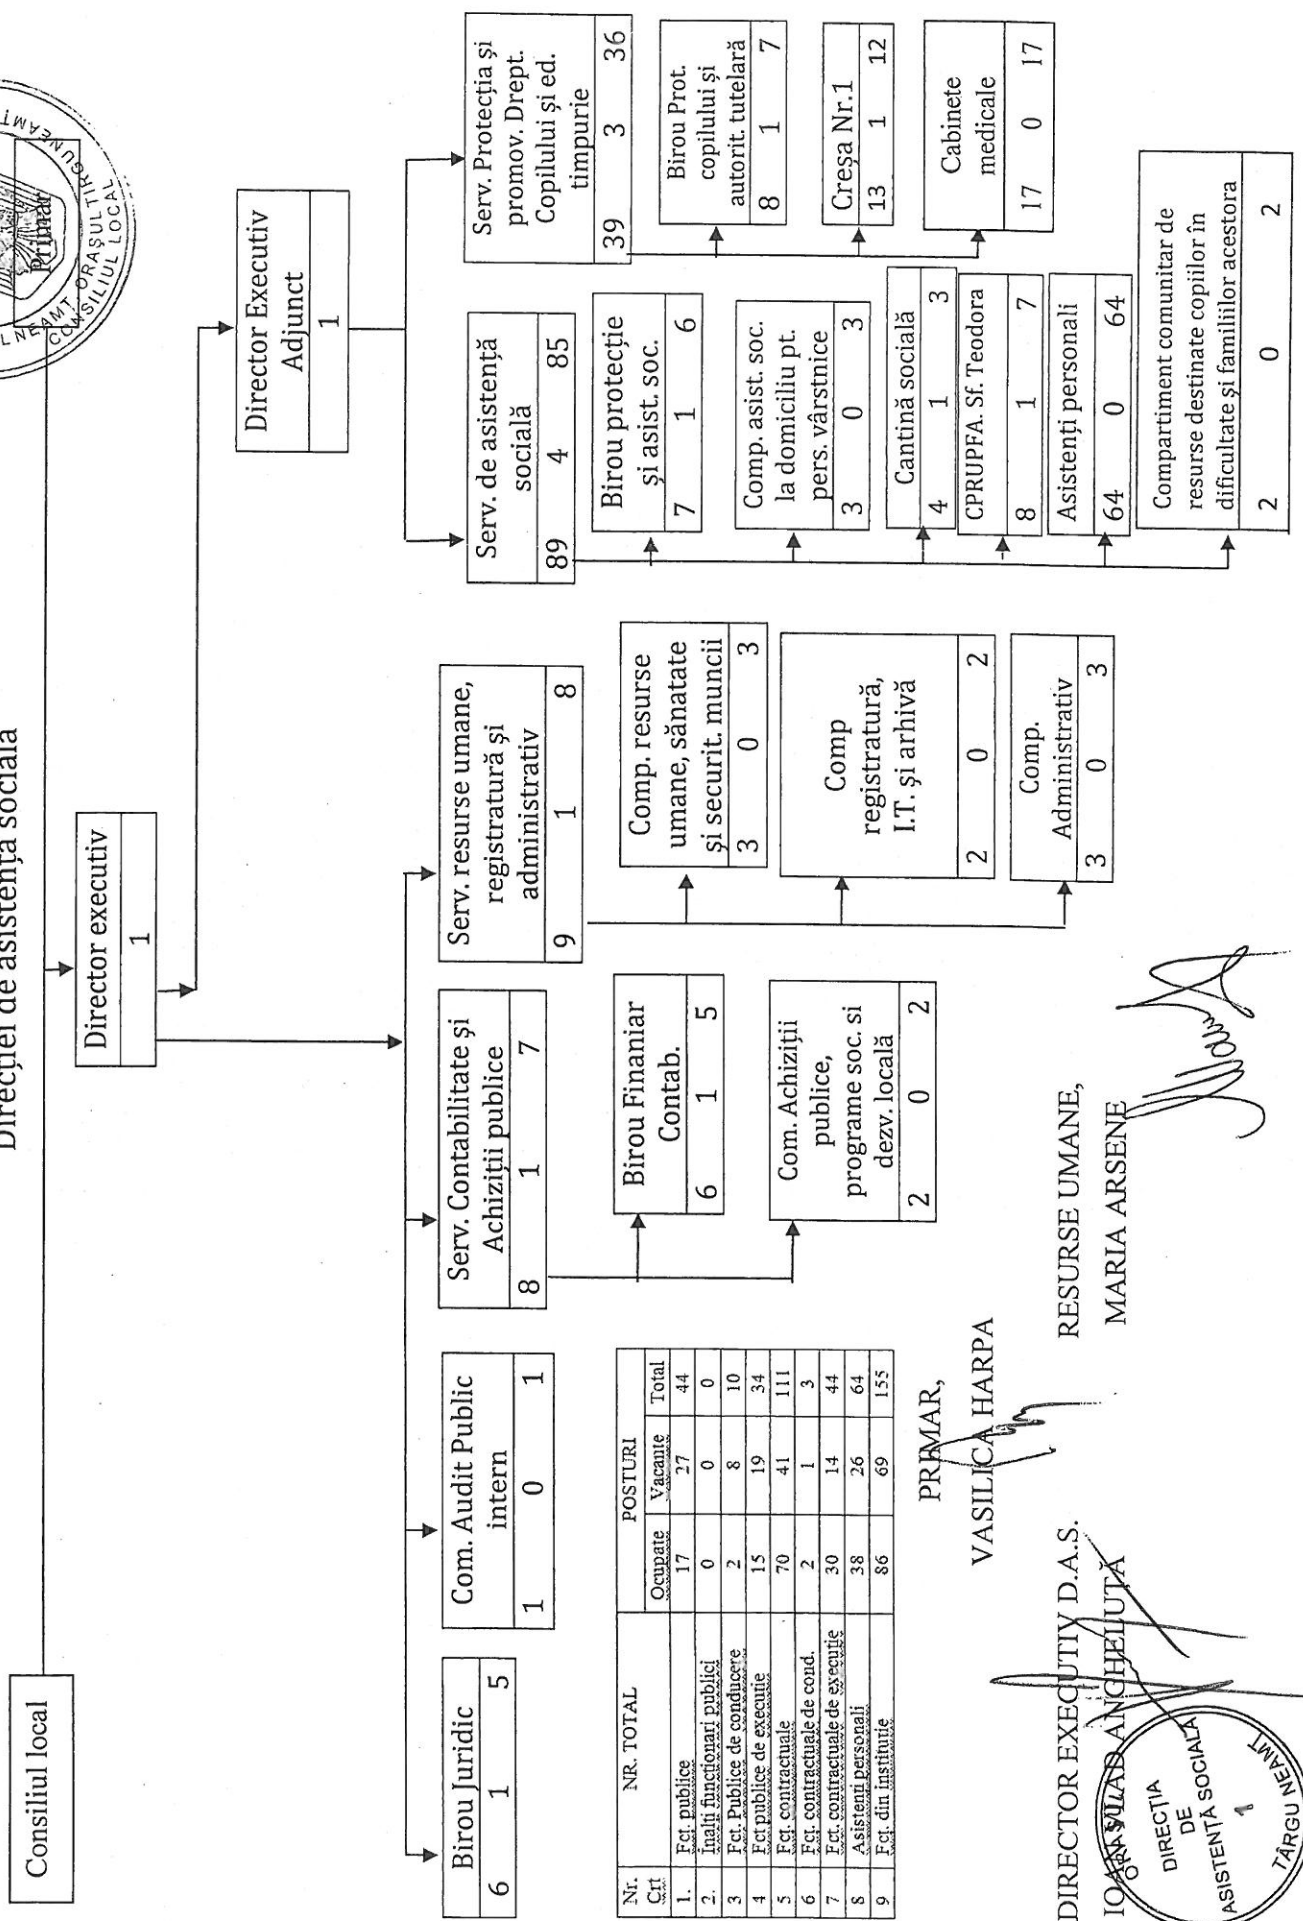 Direcției de asistență socială
Consiliul local
Primar
NEAMȚ ORAȘUL TIRGU NEAMȚ
CONSILIUL LOCAL
Director executiv
1
Director Executiv
Adjunct
1
Birou Juridic
6 1 5
Com. Audit Public
intern
1 0 1
Serv. Contabilitate și
Achiziții publice
8 1 7
Serv. resurse umane,
registratură și
administrativ
9 1 8
Serv. de asistență
socială
89 4 85
Serv. Protecția și
promov. Drept.
Copilului și ed.
timpurie
39 3 36
Birou Finaniar
Contab.
6 1 5
Com. Achiziții
publice,
programe soc. si
dezv. locală
2 0 2
Comp. resurse
umane, sănatate
și securit. muncii
3 0 3
Comp
registratură,
I.T. și arhivă
2 0 2
Comp.
Administrativ
3 0 3
Birou protecție
și asist. soc.
7 1 6
Comp. asist. soc.
la domiciliu pt.
pers. vârstnice
3 0 3
Cantină socială
4 1 3
CPRUPFA. Sf. Teodora
8 1 7
Asistenți personali
64 0 64
Compartiment comunitar de
resurse destinate copiilor în
dificultate și familiilor acestora
2 0 2
Birou Prot.
copilului și
autorit. tutelară
8 1 7
Creșa Nr.1
13 1 12
Cabinete
medicale
17 0 17
Nr. Crt NR. TOTAL POSTURI
Ocupate Vacante Total
1. Fct. publice 17 27 44
2. Înalti funcționari publici 0 0 0
3 Fct. Publice de conducere 2 8 10
4 Fct publice de execuție 15 19 34
5 Fct. contractuale 70 41 111
6 Fct. contractuale de cond. 2 1 3
7 Fct. contractuale de execuție 30 14 44
8 Asistenți personali 38 26 64
9 Fct. din instituție 86 69 155
PRIMAR,
VASILICA HARPA
DIRECTOR EXECUTIV D.A.S.
IOAN VLAD ANGHELUȚĂ
RESURSE UMANE,
MARIA ARSENE
DIRECȚIA
DE
ASISTENȚĂ SOCIALĂ
1
TÂRGU NEAMȚ